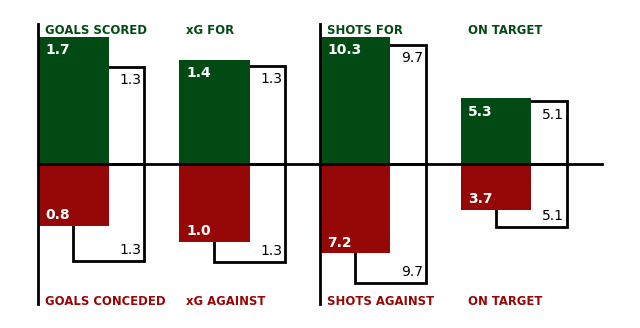 GOALS SCORED xG FOR SHOTS FOR ON TARGET
1.7 1.3 1.4 1.3 10.3 9.7 5.3 5.1
0.8 1.3 1.0 1.3 7.2 9.7 3.7 5.1
GOALS CONCEDED xG AGAINST SHOTS AGAINST ON TARGET